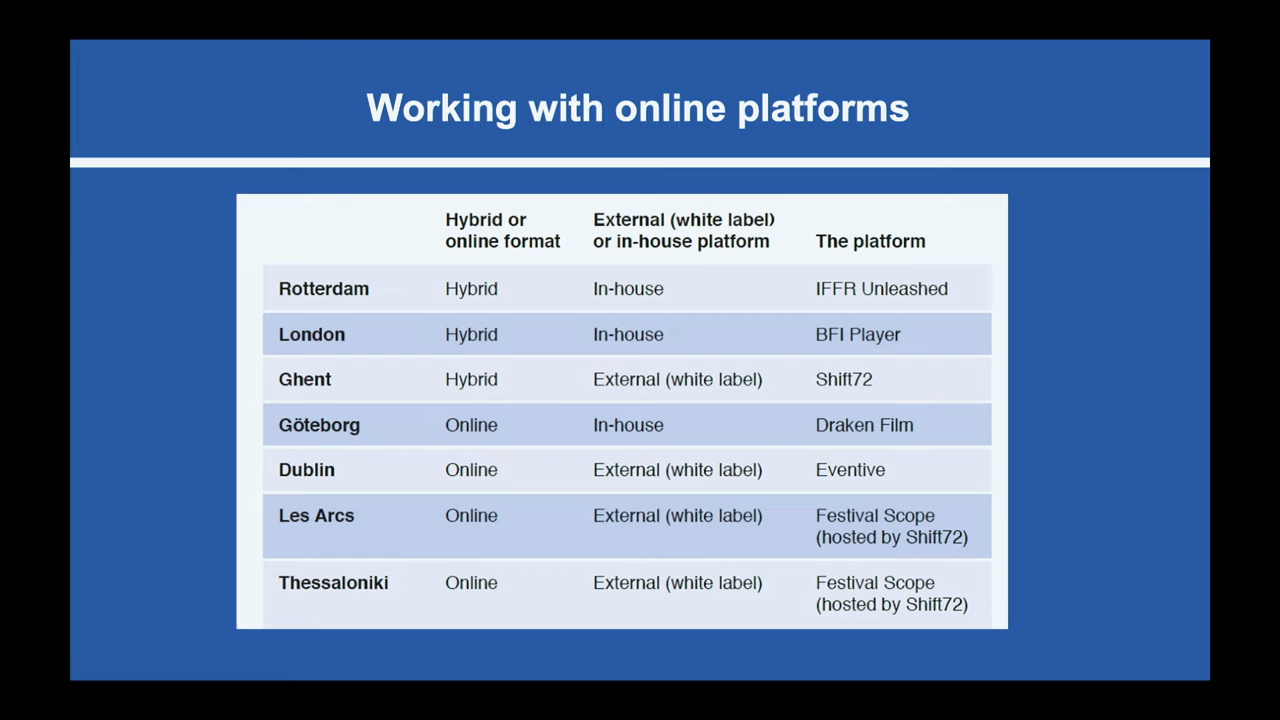 Working with online platforms
Hybrid or online format External (white label) or in-house platform The platform
Rotterdam Hybrid In-house IFFR Unleashed
London Hybrid In-house BFI Player
Ghent Hybrid External (white label) Shift72
Göteborg Online In-house Draken Film
Dublin Online External (white label) Eventive
Les Arcs Online External (white label) Festival Scope
(hosted by Shift72)
Thessaloniki Online External (white label) Festival Scope
(hosted by Shift72)